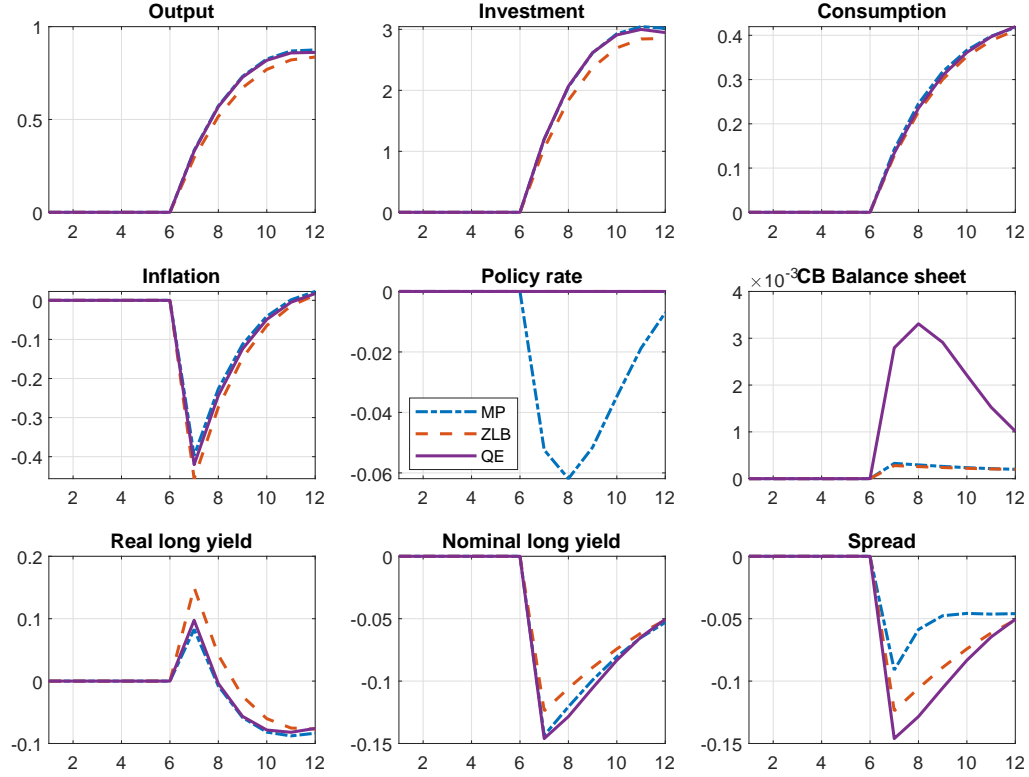 Output
1
0.5
0
2 4 6 8 10 12
Investment
3
2
1
0
2 4 6 8 10 12
Consumption
0.4
0.3
0.2
0.1
0
2 4 6 8 10 12
Inflation
0
-0.1
-0.2
-0.3
-0.4
2 4 6 8 10 12
Policy rate
0
-0.02
-0.04
-0.06
MP
ZLB
QE
2 4 6 8 10 12
×10⁻³ CB Balance sheet
4
3
2
1
0
2 4 6 8 10 12
Real long yield
0.2
0.1
0
-0.1
2 4 6 8 10 12
Nominal long yield
0
-0.05
-0.1
-0.15
2 4 6 8 10 12
Spread
0
-0.05
-0.1
-0.15
2 4 6 8 10 12